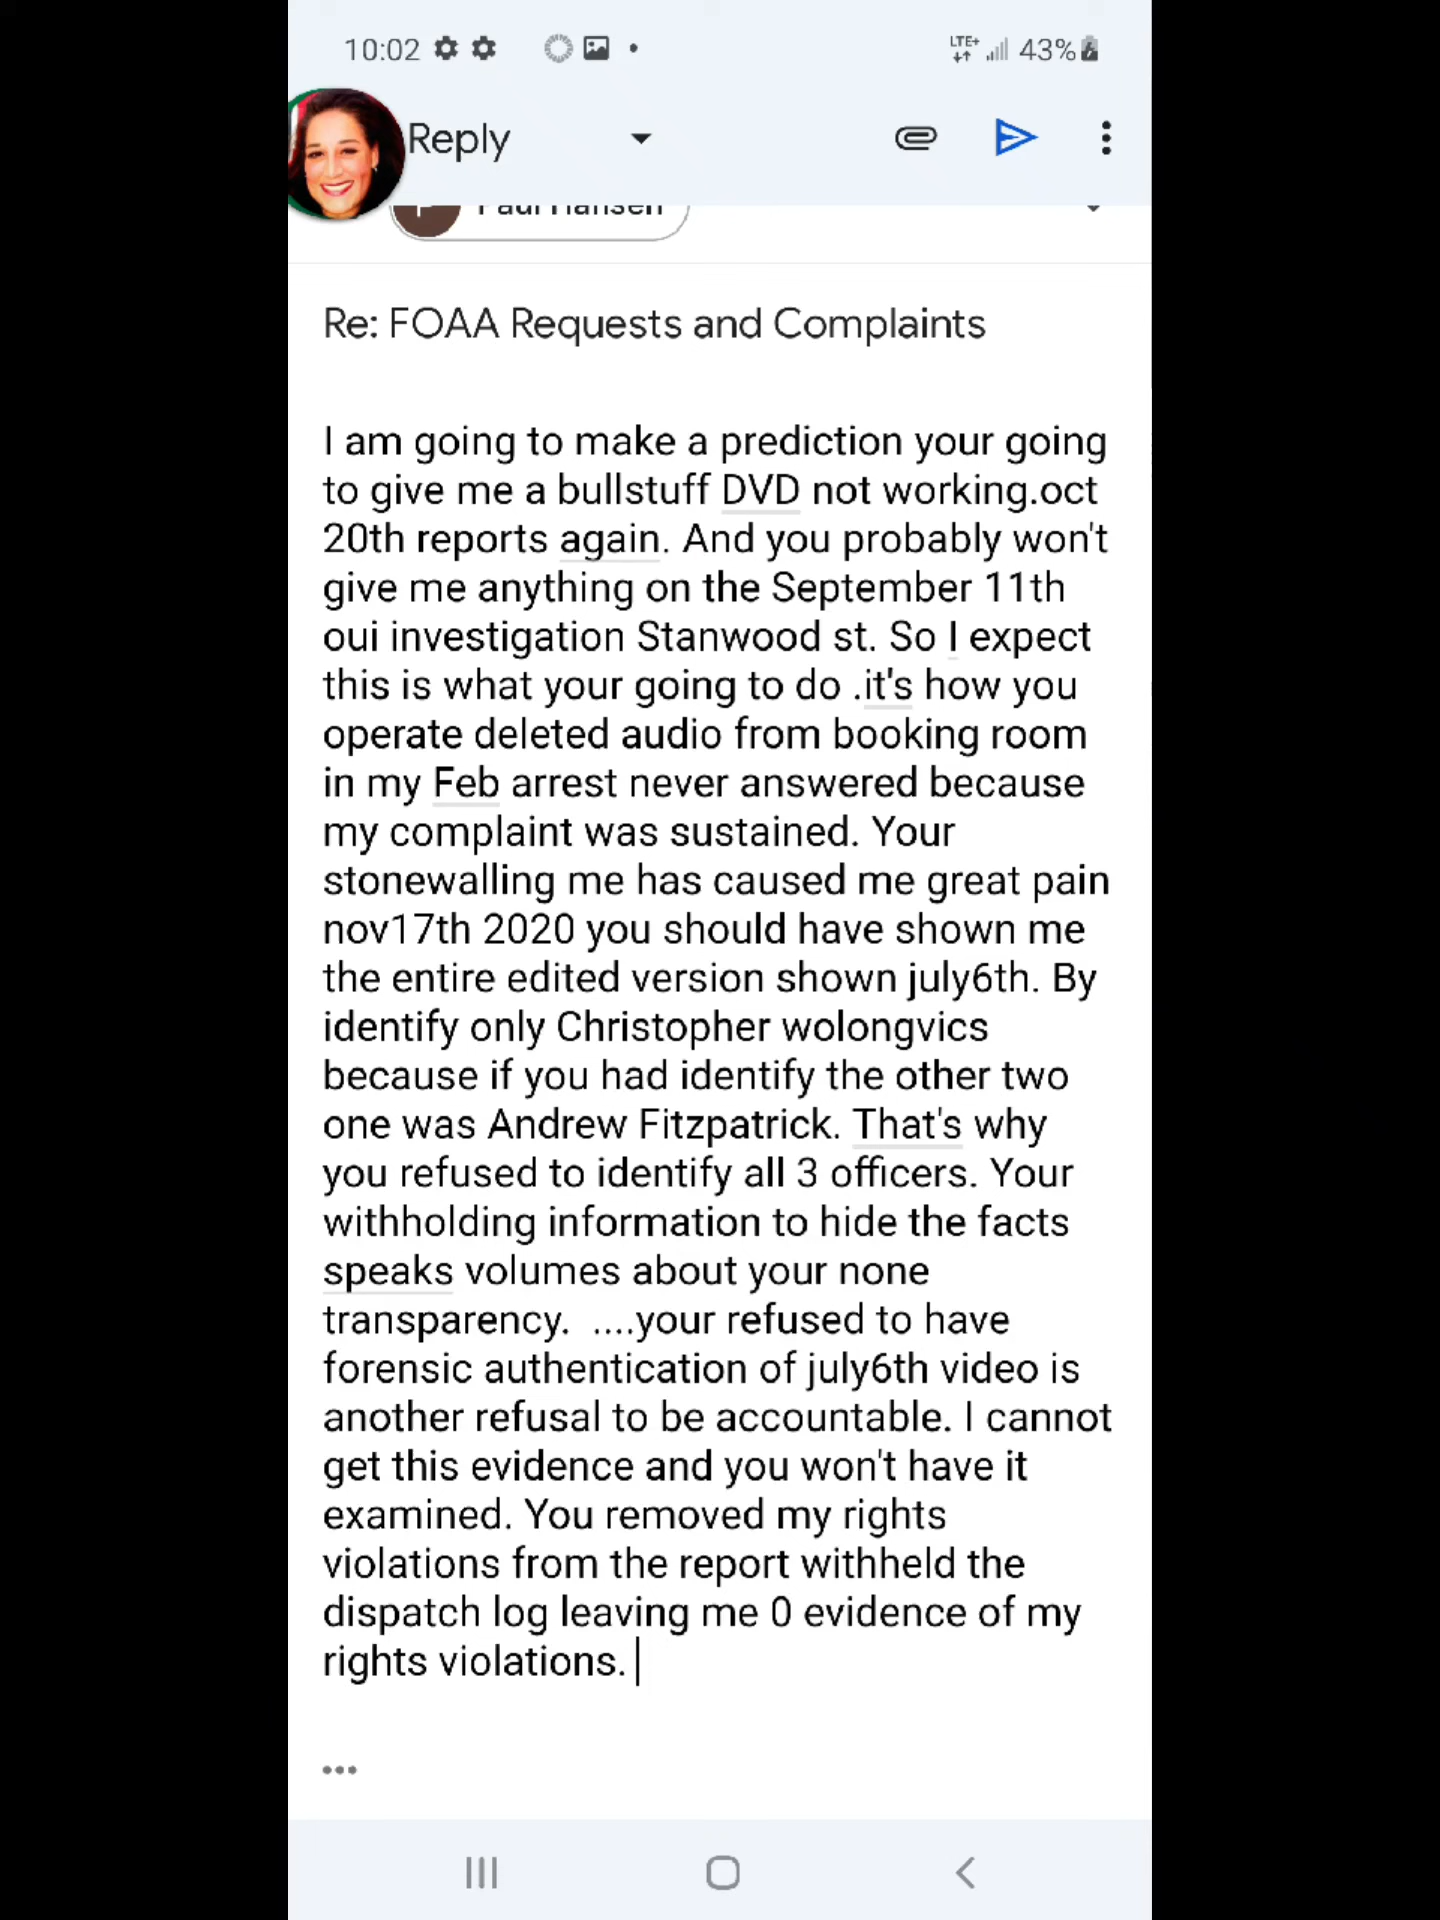 10:02
LTE+ 43%
Reply
Paul Hansen
Re: FOAA Requests and Complaints
I am going to make a prediction your going
to give me a bullstuff DVD not working.oct
20th reports again. And you probably won't
give me anything on the September 11th
oui investigation Stanwood st. So I expect
this is what your going to do .it's how you
operate deleted audio from booking room
in my Feb arrest never answered because
my complaint was sustained. Your
stonewalling me has caused me great pain
nov17th 2020 you should have shown me
the entire edited version shown july6th. By
identify only Christopher wolongvics
because if you had identify the other two
one was Andrew Fitzpatrick. That's why
you refused to identify all 3 officers. Your
withholding information to hide the facts
speaks volumes about your none
transparency.  ....your refused to have
forensic authentication of july6th video is
another refusal to be accountable. I cannot
get this evidence and you won't have it
examined. You removed my rights
violations from the report withheld the
dispatch log leaving me 0 evidence of my
rights violations.